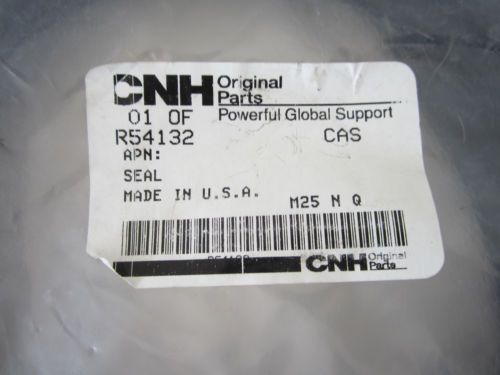 CNH Original Parts
01 OF Powerful Global Support
R54132 CAS
APN:
SEAL
MADE IN U.S.A. M25 N Q
CNH Original Parts